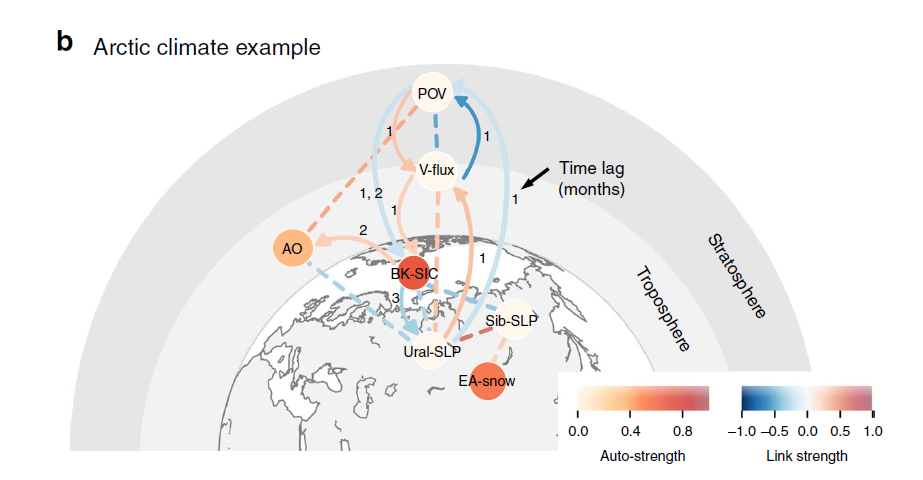 b Arctic climate example
POV
1
1
V-flux
Time lag
(months)
1, 2
1
1
2
AO
1
BK-SIC
3
Sib-SLP
Ural-SLP
EA-snow
Troposphere
Stratosphere
0.0 0.4 0.8
Auto-strength
−1.0 −0.5 0.0 0.5 1.0
Link strength